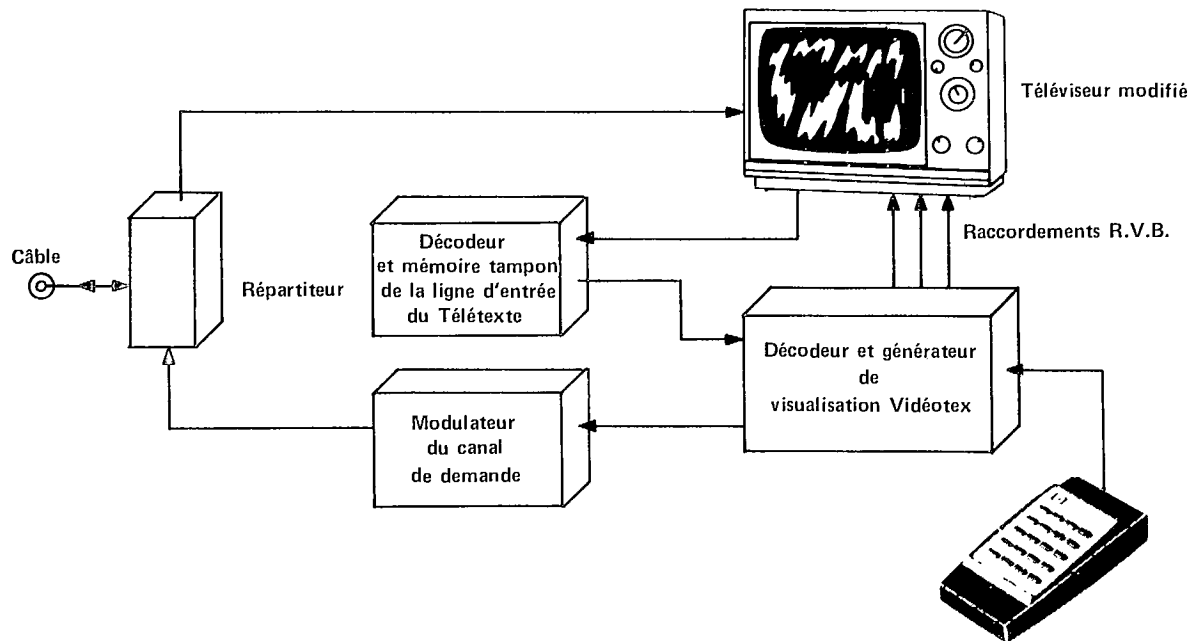 Téléviseur modifié
Raccordements R.V.B.
Câble
Répartiteur
Décodeur
et mémoire tampon
de la ligne d'entrée
du Télétexte
Décodeur et générateur
de
visualisation Vidéotex
Modulateur
du canal
de demande